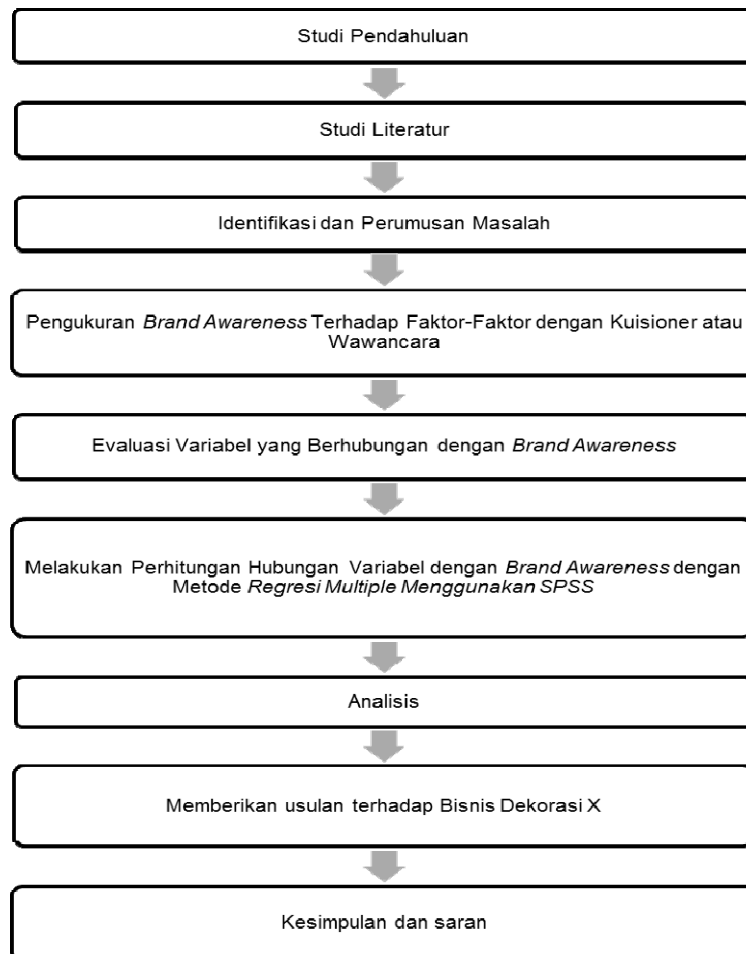 Studi Pendahuluan
Studi Literatur
Identifikasi dan Perumusan Masalah
Pengukuran Brand Awareness Terhadap Faktor-Faktor dengan Kuisioner atau
Wawancara
Evaluasi Variabel yang Berhubungan dengan Brand Awareness
Melakukan Perhitungan Hubungan Variabel dengan Brand Awareness dengan
Metode Regresi Multiple Menggunakan SPSS
Analisis
Memberikan usulan terhadap Bisnis Dekorasi X
Kesimpulan dan saran